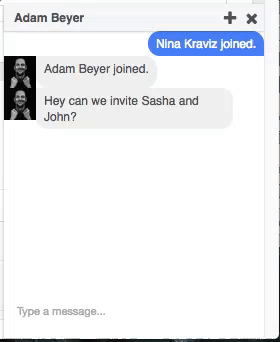 Adam Beyer
Nina Kraviz joined.
Adam Beyer joined.
Hey can we invite Sasha and
John?
Type a message...